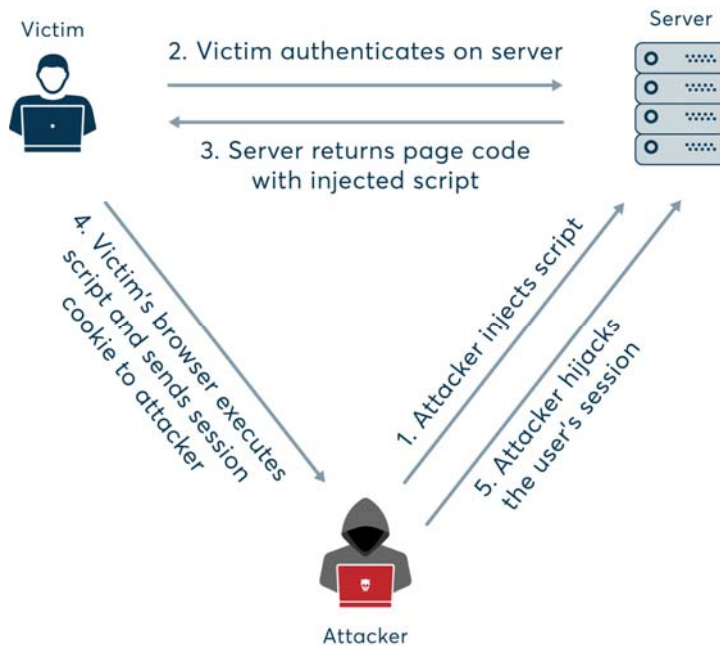 Victim
Server
2. Victim authenticates on server
3. Server returns page code
with injected script
4. Victim's browser executes
script and sends session
cookie to attacker
1. Attacker injects script
5. Attacker hijacks
the user's session
Attacker